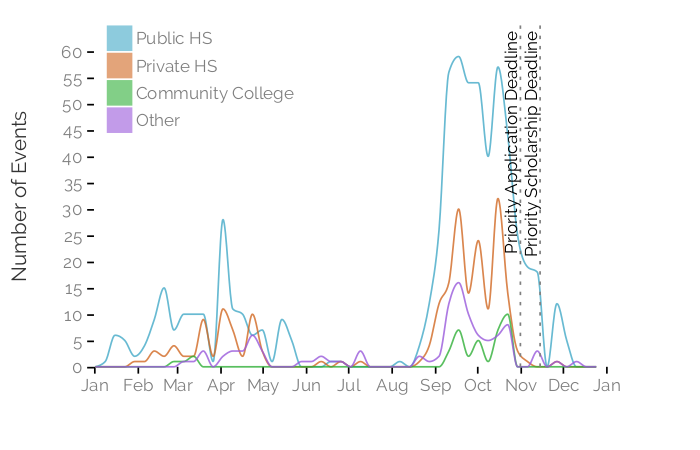 Public HS
Private HS
Community College
Other
Number of Events
60
55
50
45
40
35
30
25
20
15
10
5
0
Priority Application Deadline
Priority Scholarship Deadline
Jan Feb Mar Apr May Jun Jul Aug Sep Oct Nov Dec Jan